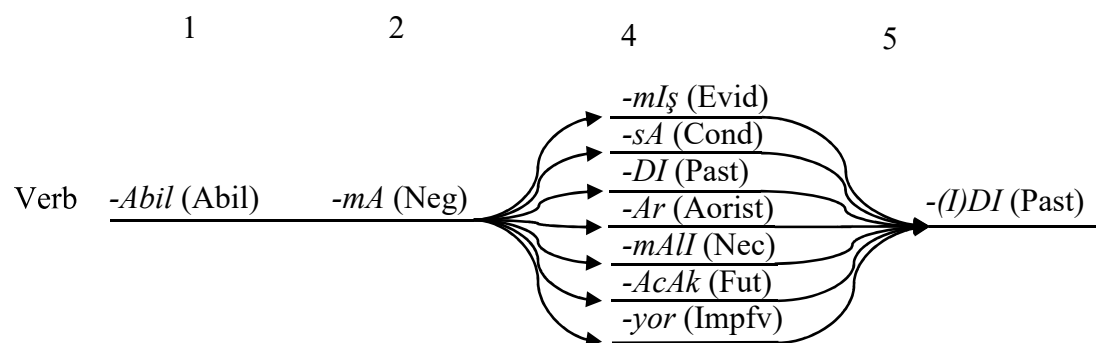 1 2 4 5
-mIş (Evid)
-sA (Cond)
-DI (Past)
Verb -Abil (Abil) -mA (Neg) -(I)DI (Past)
-Ar (Aorist)
-mAlI (Nec)
-AcAk (Fut)
-yor (Impfv)